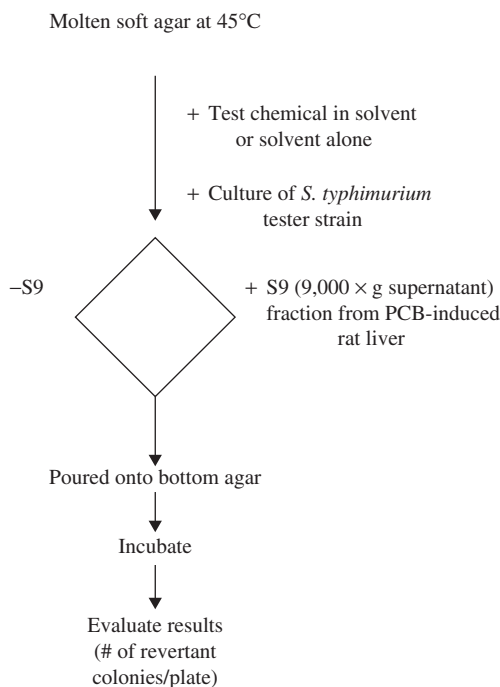 Molten soft agar at 45°C
+ Test chemical in solvent
or solvent alone
+ Culture of S. typhimurium
tester strain
−S9
+ S9 (9,000 × g supernatant)
fraction from PCB-induced
rat liver
Poured onto bottom agar
Incubate
Evaluate results
(# of revertant
colonies/plate)